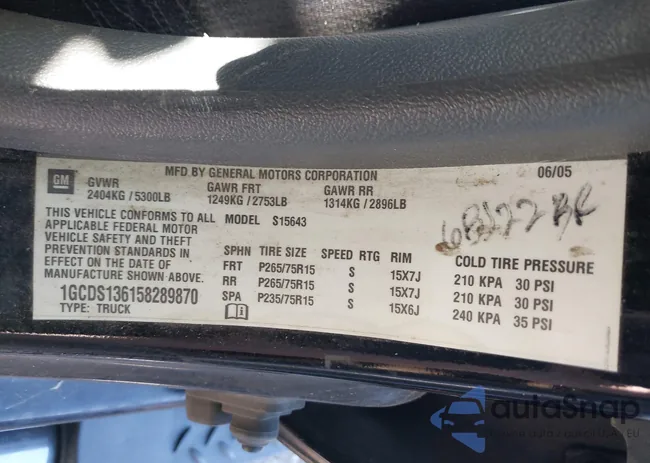 MFD BY GENERAL MOTORS CORPORATION 06/05
GM GVWR GAWR FRT GAWR RR
2404KG / 5300LB 1249KG / 2753LB 1314KG / 2896LB
THIS VEHICLE CONFORMS TO ALL MODEL S15643
APPLICABLE FEDERAL MOTOR
VEHICLE SAFETY AND THEFT
PREVENTION STANDARDS IN
EFFECT ON THE DATE OF
MANUFACTURE SHOWN ABOVE.
1GCDS136158289870
TYPE: TRUCK
SPHN TIRE SIZE SPEED RTG RIM COLD TIRE PRESSURE
FRT P265/75R15 S 15X7J 210 KPA 30 PSI
RR P265/75R15 S 15X7J 210 KPA 30 PSI
SPA P235/75R15 S 15X6J 240 KPA 35 PSI
autoSnap